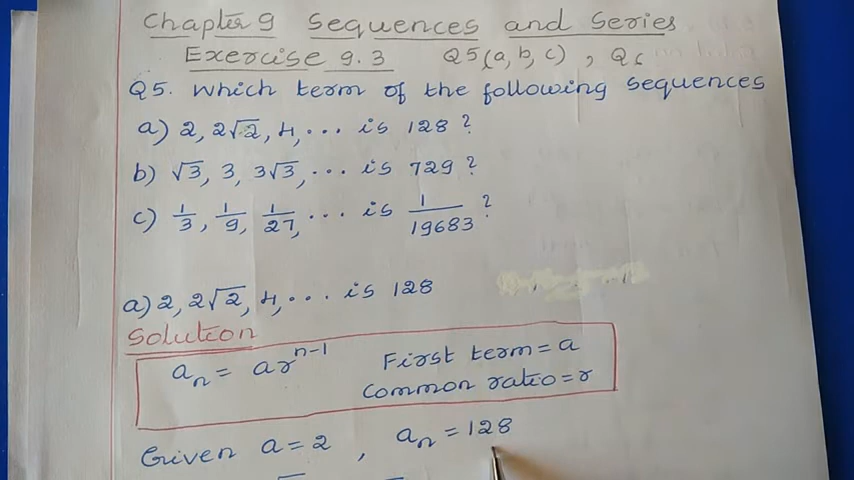 Chapter 9 Sequences and Series
Exercise 9.3 Q5(a, b, c) , Q6
Q5. Which term of the following sequences
a) 2, 2√2, 4, ... is 128 ?
b) √3, 3, 3√3, ... is 729 ?
c) 1/3, 1/9, 1/27, ... is 1/19683 ?
a) 2, 2√2, 4, ... is 128
Solution
aₙ = arⁿ⁻¹ First term = a
Common ratio = r
Given a = 2 , aₙ = 128